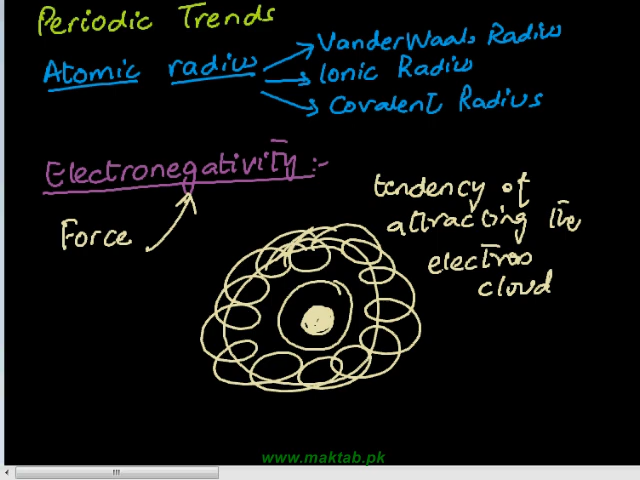 Periodic Trends
Atomic radius
VanderWaals Radius
Ionic Radius
Covalent Radius
Electronegativity :-
Force
tendency of
attracting the
electron
cloud
www.maktab.pk